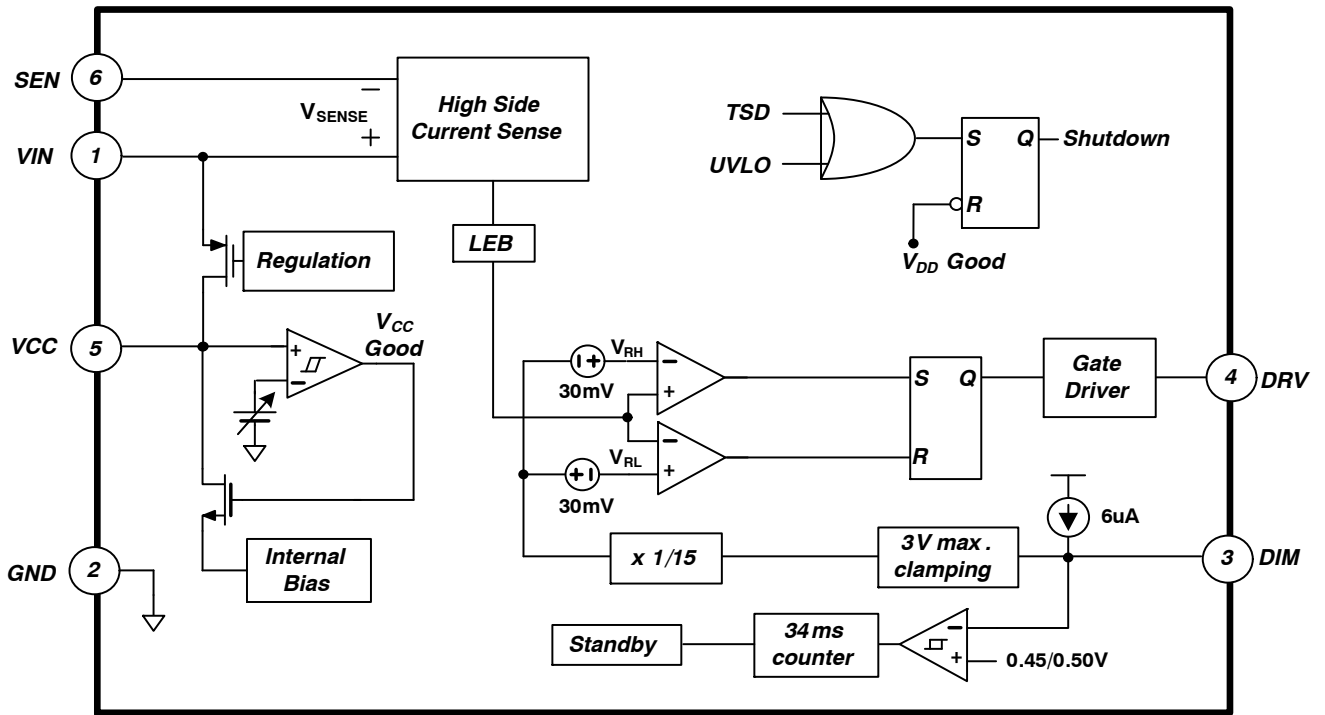 SEN
6
VSENSE
−
+
High Side
Current Sense
VIN
1
TSD
UVLO
S
Q
Shutdown
R
VDD Good
LEB
Regulation
VCC
5
+
−
VCC
Good
VRH
30mV
−
+
VRL
30mV
−
+
S
Q
R
Gate
Driver
4
DRV
6uA
GND
2
Internal
Bias
x 1/15
3V max.
clamping
3
DIM
Standby
34ms
counter
−
+
0.45/0.50V